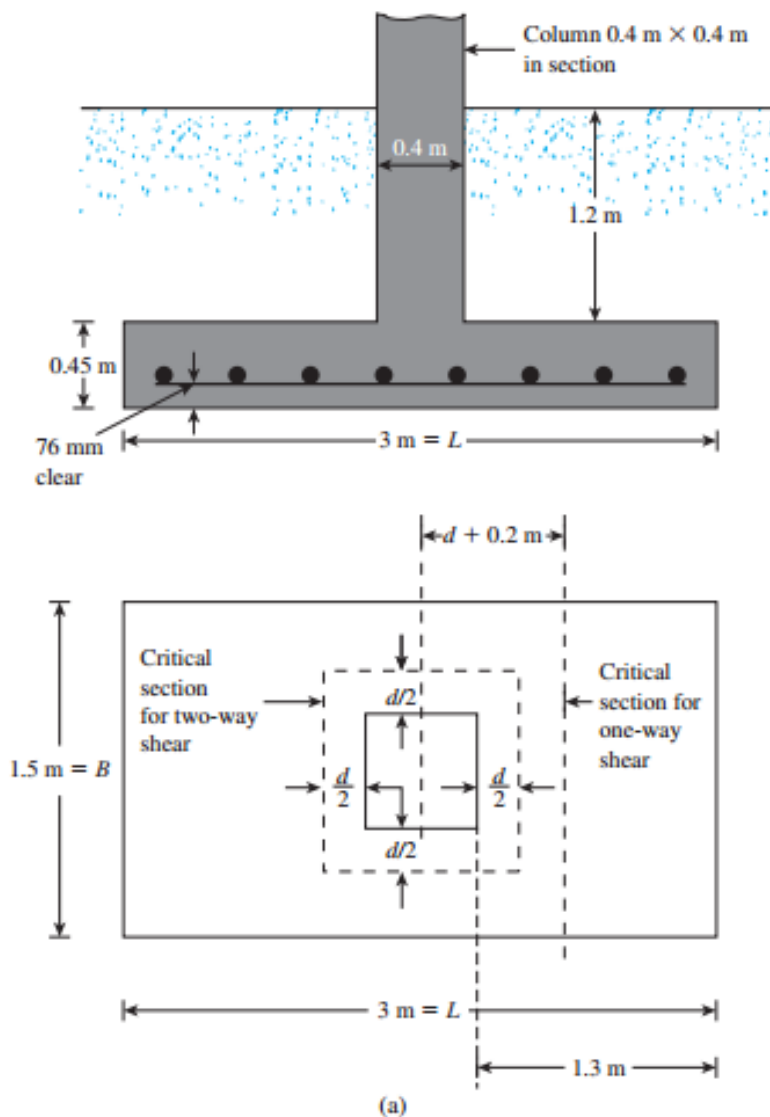 Column 0.4 m × 0.4 m
in section
0.4 m
1.2 m
0.45 m
76 mm
clear
3 m = L
d + 0.2 m
Critical
section
for two-way
shear
d/2
Critical
section for
one-way
shear
1.5 m = B
d/2
d/2
d/2
3 m = L
1.3 m
(a)